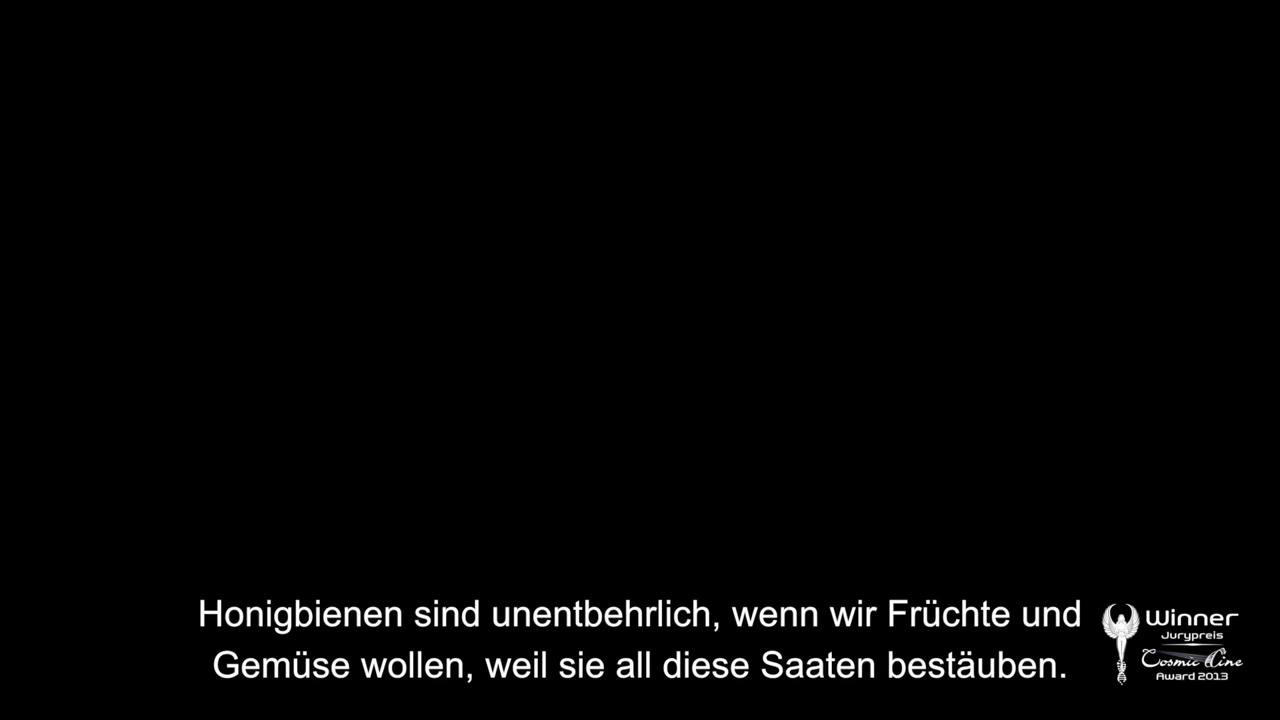 Honigbienen sind unentbehrlich, wenn wir Früchte und
Gemüse wollen, weil sie all diese Saaten bestäuben.
Winner
Jurypreis
Cosmic Cine
Award 2013